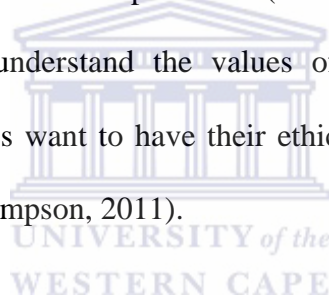 understand the values o
s want to have their ethic
mpson, 2011).
UNIVERSITY of the
WESTERN CAPE